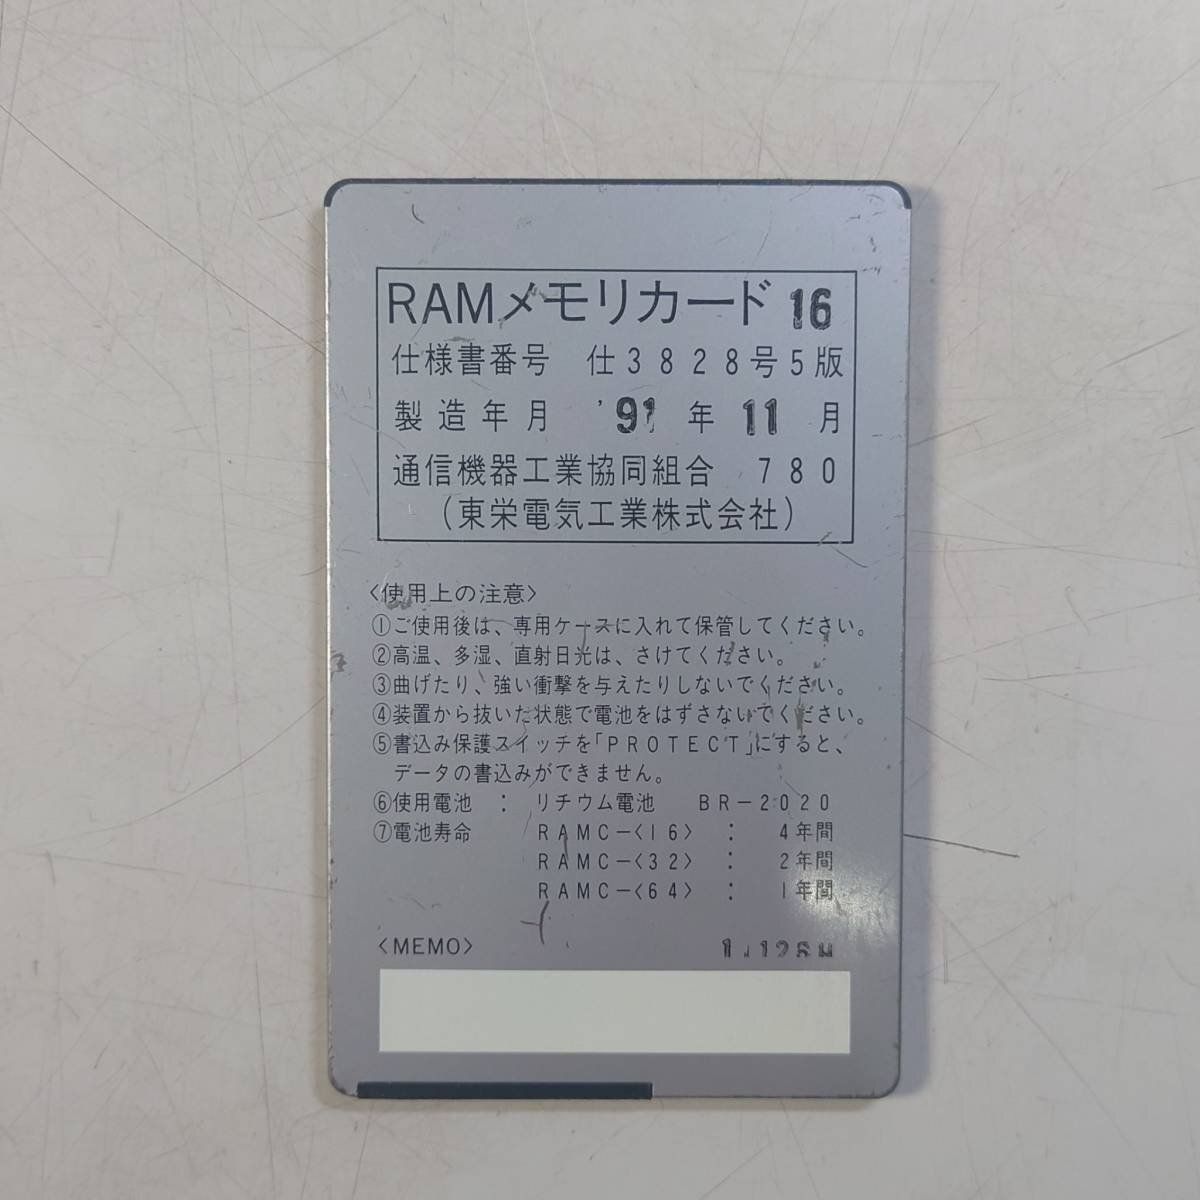 RAMメモリカード 16
仕様書番号 仕3828号5版
製造年月 '91年11月
通信機器工業協同組合 780
(東栄電気工業株式会社)
<使用上の注意>
①ご使用後は、専用ケースに入れて保管してください。
②高温、多湿、直射日光は、さけてください。
③曲げたり、強い衝撃を与えたりしないでください。
④装置から抜いた状態で電池をはずさないでください。
⑤書込み保護スイッチを「PROTECT」にすると、
データの書込みができません。
⑥使用電池 : リチウム電池 BR-2020
⑦電池寿命 RAMC-<16> : 4年間
RAMC-<32> : 2年間
RAMC-<64> : 1年間
<MEMO>